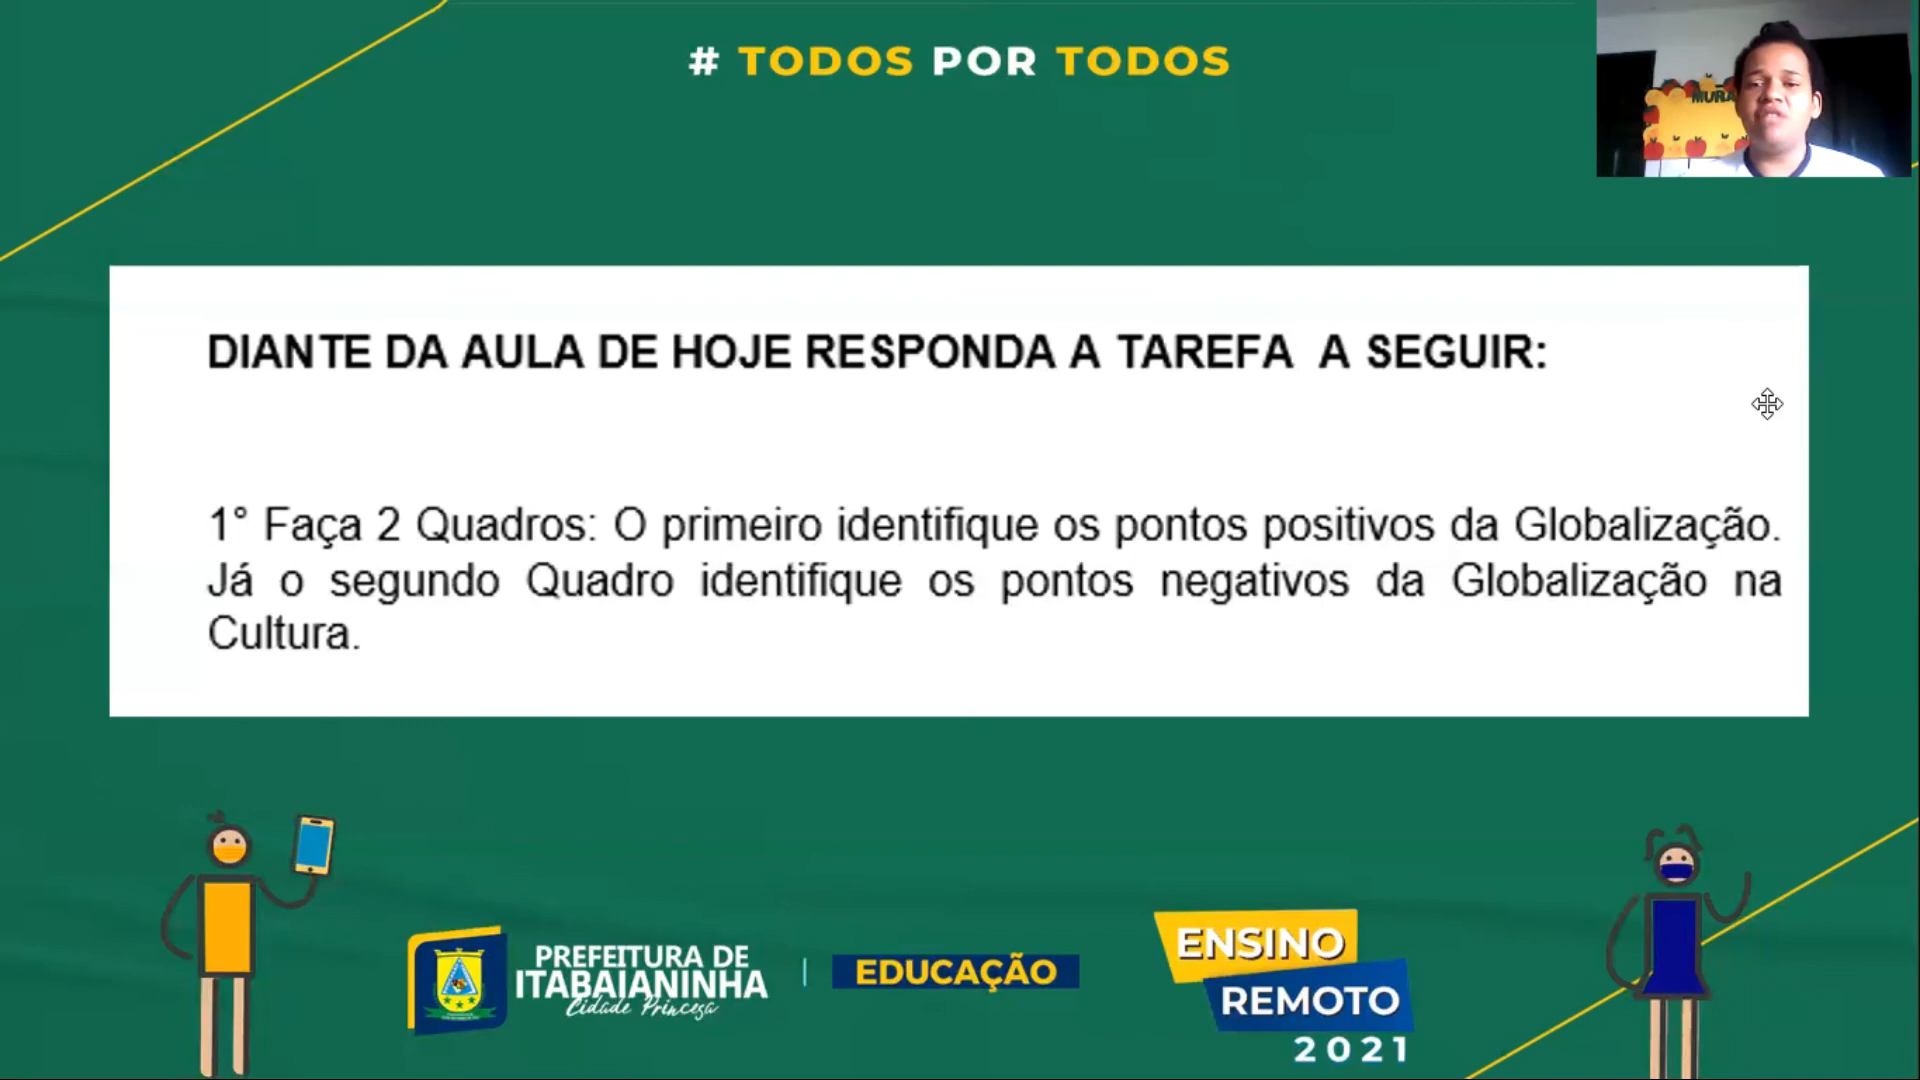 # TODOS POR TODOS
MURA
DIANTE DA AULA DE HOJE RESPONDA A TAREFA A SEGUIR:
1° Faça 2 Quadros: O primeiro identifique os pontos positivos da Globalização.
Já o segundo Quadro identifique os pontos negativos da Globalização na
Cultura.
PREFEITURA DE
ITABAIANINHA
Cidade Princesa
EDUCAÇÃO
ENSINO
REMOTO
2021